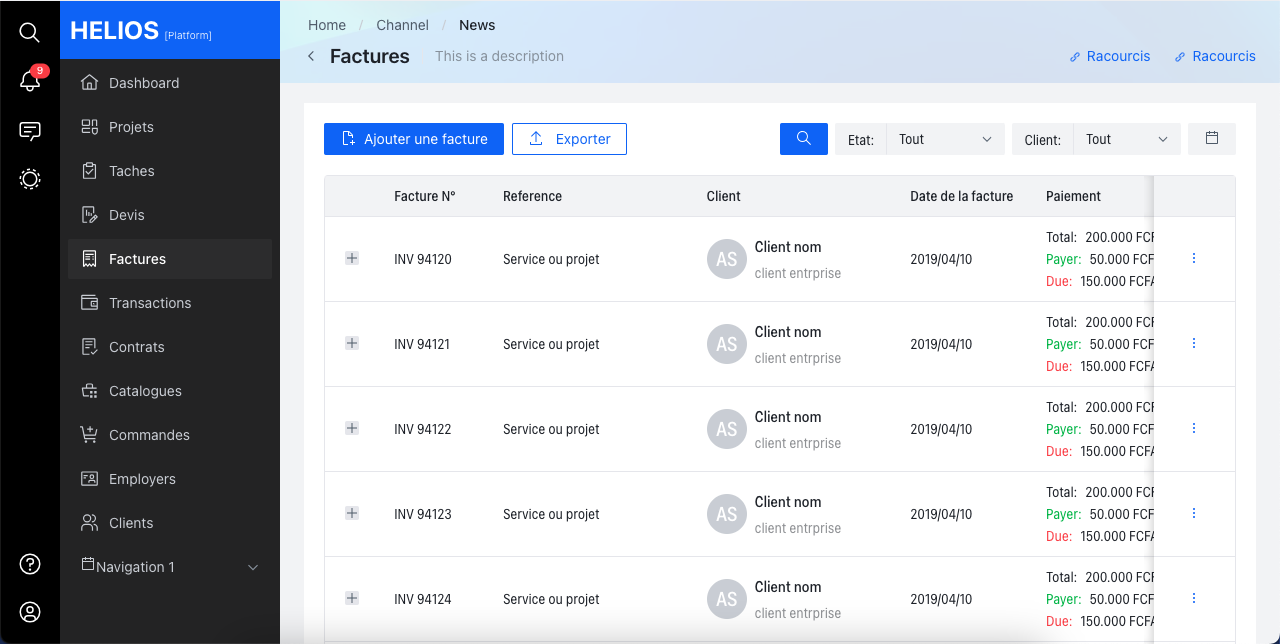 9
HELIOS [Platform]
Dashboard
Projets
Taches
Devis
Factures
Transactions
Contrats
Catalogues
Commandes
Employers
Clients
Navigation 1
Home / Channel / News
Factures This is a description
Racourcis Racourcis
Ajouter une facture Exporter Etat: Tout Client: Tout
Facture N° Reference Client Date de la facture Paiement
INV 94120 Service ou projet AS Client nom client entrprise 2019/04/10
Total: 200.000 FCF
Payer: 50.000 FCF
Due: 150.000 FCFA
INV 94121 Service ou projet AS Client nom client entrprise 2019/04/10
Total: 200.000 FCF
Payer: 50.000 FCF
Due: 150.000 FCFA
INV 94122 Service ou projet AS Client nom client entrprise 2019/04/10
Total: 200.000 FCF
Payer: 50.000 FCF
Due: 150.000 FCFA
INV 94123 Service ou projet AS Client nom client entrprise 2019/04/10
Total: 200.000 FCF
Payer: 50.000 FCF
Due: 150.000 FCFA
INV 94124 Service ou projet AS Client nom client entrprise 2019/04/10
Total: 200.000 FCF
Payer: 50.000 FCF
Due: 150.000 FCFA